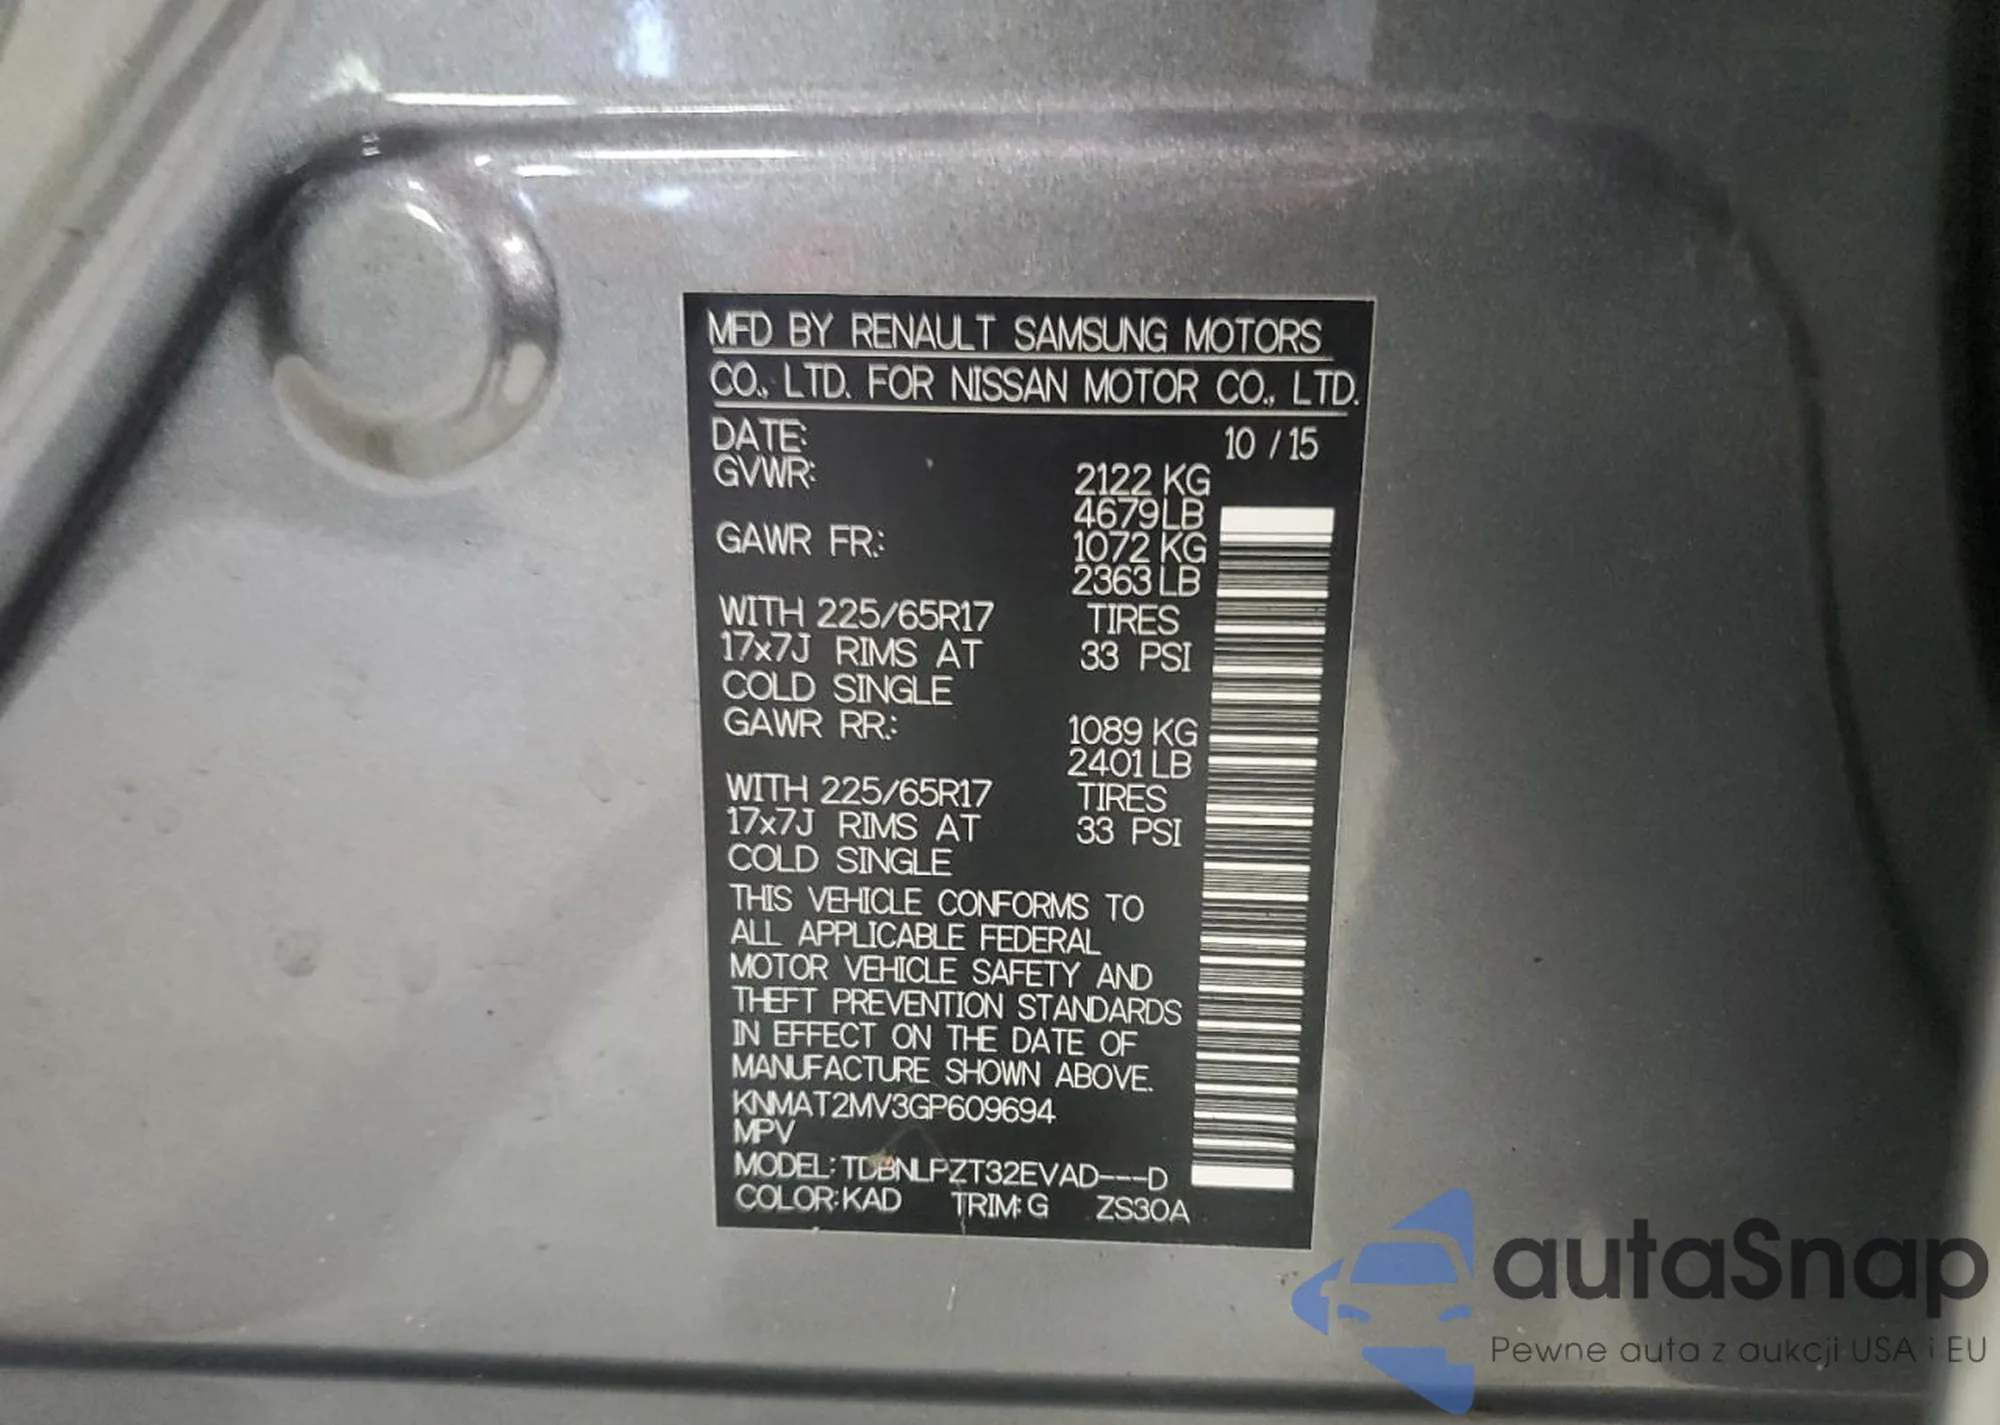 MFD BY RENAULT SAMSUNG MOTORS
CO., LTD. FOR NISSAN MOTOR CO., LTD.
DATE: 10 / 15
GVWR: 2122 KG
4679 LB
GAWR FR.: 1072 KG
2363 LB
WITH 225/65R17 TIRES
17x7J RIMS AT 33 PSI
COLD SINGLE
GAWR RR.: 1089 KG
2401 LB
WITH 225/65R17 TIRES
17x7J RIMS AT 33 PSI
COLD SINGLE
THIS VEHICLE CONFORMS TO
ALL APPLICABLE FEDERAL
MOTOR VEHICLE SAFETY AND
THEFT PREVENTION STANDARDS
IN EFFECT ON THE DATE OF
MANUFACTURE SHOWN ABOVE.
KNMAT2MV3GP609694
MPV
MODEL: TDBNLPZT32EVAD---D
COLOR: KAD TRIM: G ZS30A
autaSnap
Pewne auta z aukcji USA i EU